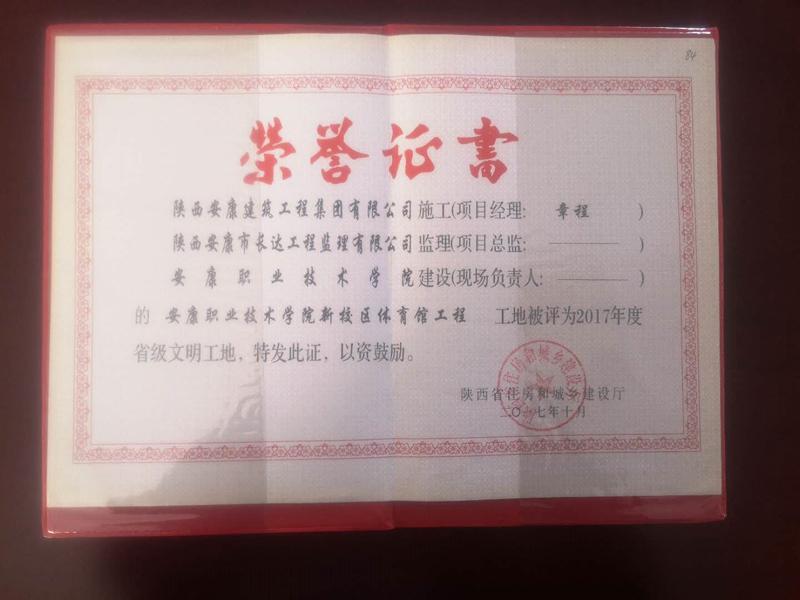 84
荣誉证书
陕西安康建筑工程集团有限公司施工(项目经理: 章程 )
陕西安康市长达工程监理有限公司监理(项目总监: )
安康职业技术学院建设(现场负责人: )
的 安康职业技术学院新校区体育馆工程 工地被评为2017年度
省级文明工地，特发此证，以资鼓励。
陕西省住房和城乡建设厅
二〇一七年十月